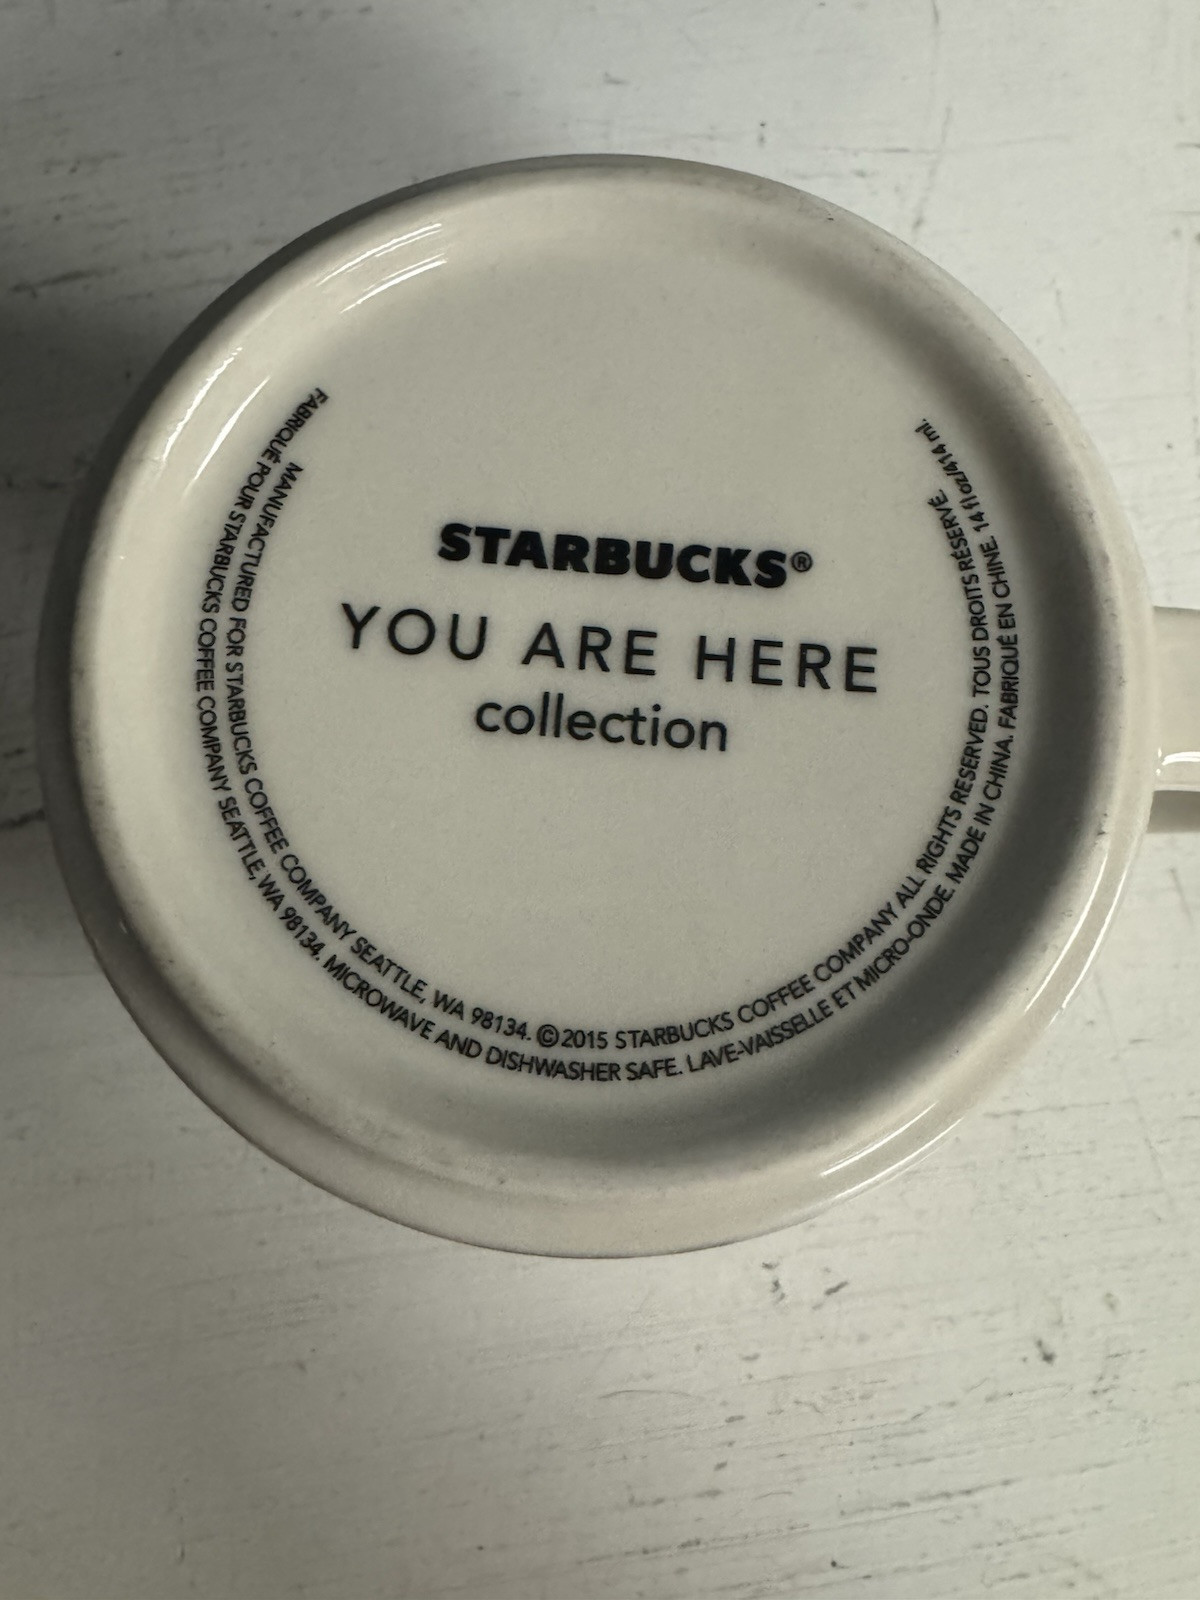 STARBUCKS®
YOU ARE HERE
collection
MANUFACTURED FOR STARBUCKS COFFEE COMPANY SEATTLE, WA 98134. ©2015 STARBUCKS COFFEE COMPANY ALL RIGHTS RESERVED. TOUS DROITS RÉSERVÉ.
FABRIQUÉ POUR STARBUCKS COFFEE COMPANY SEATTLE, WA 98134. MICROWAVE AND DISHWASHER SAFE. LAVE-VAISSELLE ET MICRO-ONDE. MADE IN CHINA. FABRIQUÉ EN CHINE. 14 fl oz/414 ml.